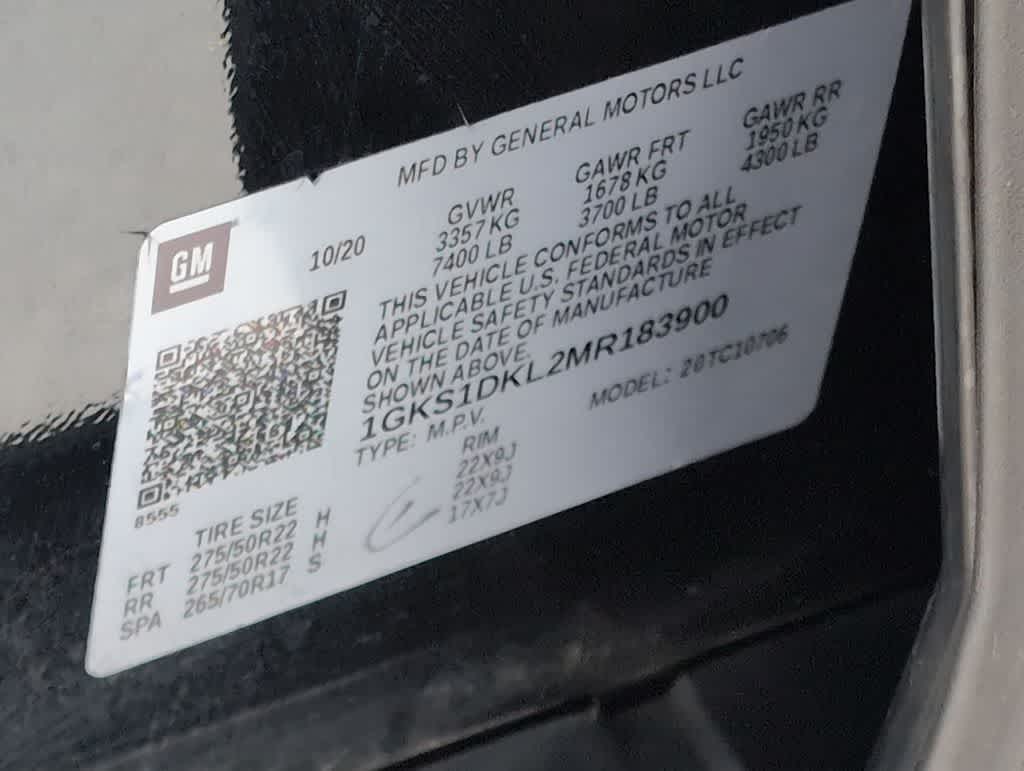 MFD BY GENERAL MOTORS LLC
GM
10/20
GVWR GAWR FRT GAWR RR
3357 KG 1678 KG 1950 KG
7400 LB 3700 LB 4300 LB
THIS VEHICLE CONFORMS TO ALL
APPLICABLE U.S. FEDERAL MOTOR
VEHICLE SAFETY STANDARDS IN EFFECT
ON THE DATE OF MANUFACTURE
SHOWN ABOVE.
1GKS1DKL2MR183900
TYPE: M.P.V. MODEL: 20TC10706
8555
TIRE SIZE RIM
FRT 275/50R22 H 22X9J
RR 275/50R22 H 22X9J
SPA 265/70R17 S 17X7J